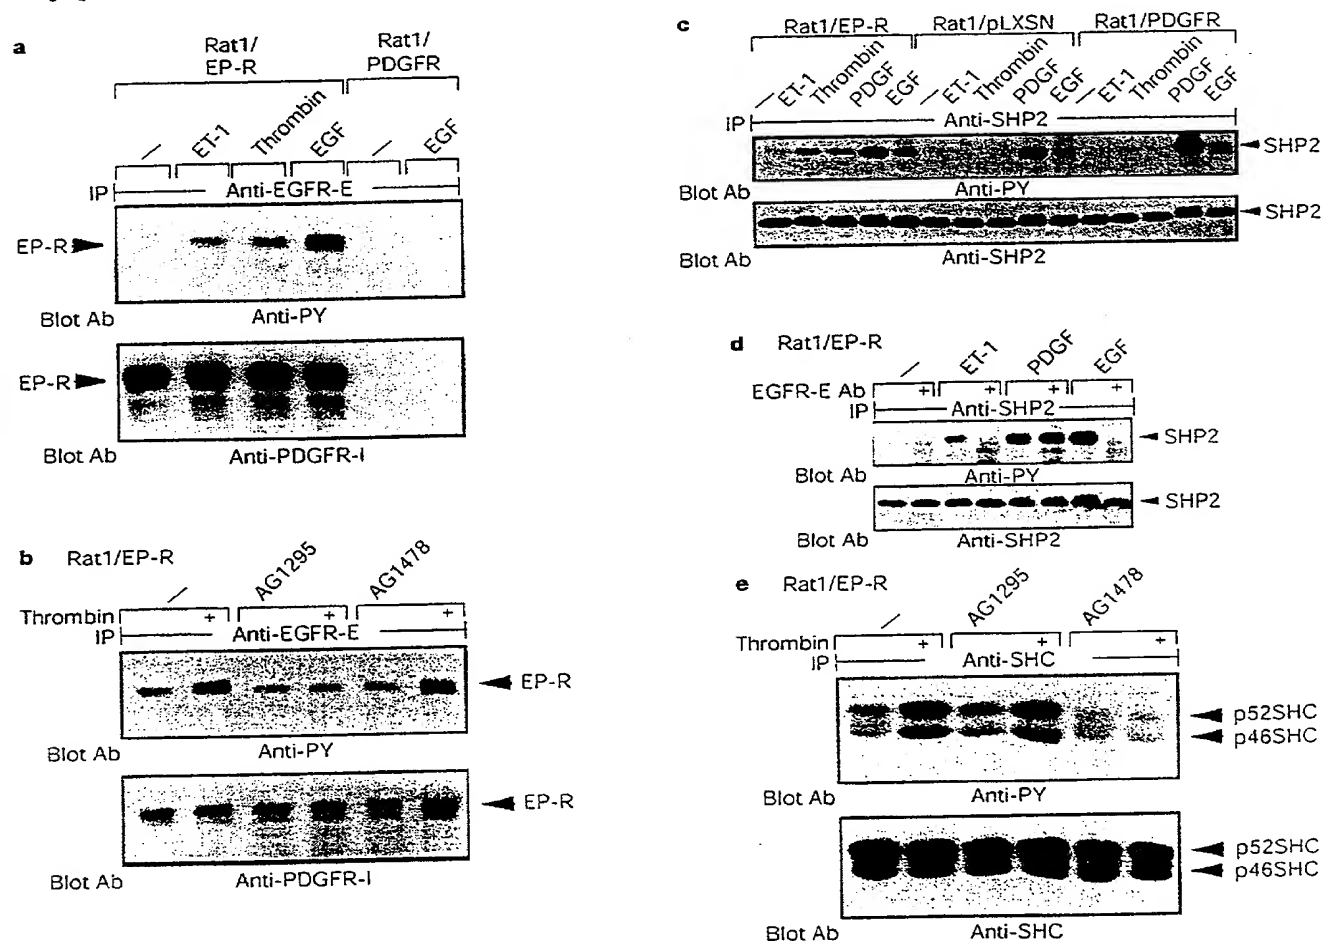 a
Rat1/ Rat1/
EP-R PDGFR
— ET-1 Thrombin EGF — EGF
IP Anti-EGFR-E
EP-R
Blot Ab Anti-PY
EP-R
Blot Ab Anti-PDGFR-I
b Rat1/EP-R
— AG1295 AG1478
Thrombin + + +
IP Anti-EGFR-E
EP-R
Blot Ab Anti-PY
EP-R
Blot Ab Anti-PDGFR-I
c Rat1/EP-R Rat1/pLXSN Rat1/PDGFR
— ET-1 Thrombin PDGF EGF — ET-1 Thrombin PDGF EGF — ET-1 Thrombin PDGF EGF
IP Anti-SHP2
SHP2
Blot Ab Anti-PY
SHP2
Blot Ab Anti-SHP2
d Rat1/EP-R
— ET-1 PDGF EGF
EGFR-E Ab + + + +
IP Anti-SHP2
SHP2
Blot Ab Anti-PY
SHP2
Blot Ab Anti-SHP2
e Rat1/EP-R
— AG1295 AG1478
Thrombin + + +
IP Anti-SHC
p52SHC
p46SHC
Blot Ab Anti-PY
p52SHC
p46SHC
Blot Ab Anti-SHC